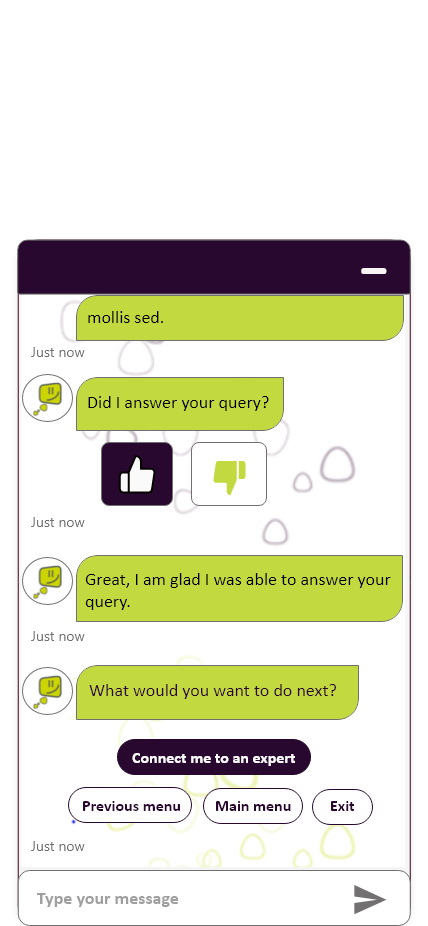 mollis sed.
Just now
Did I answer your query?
Just now
Great, I am glad I was able to answer your
query.
Just now
What would you want to do next?
Connect me to an expert
Previous menu Main menu Exit
Just now
Type your message